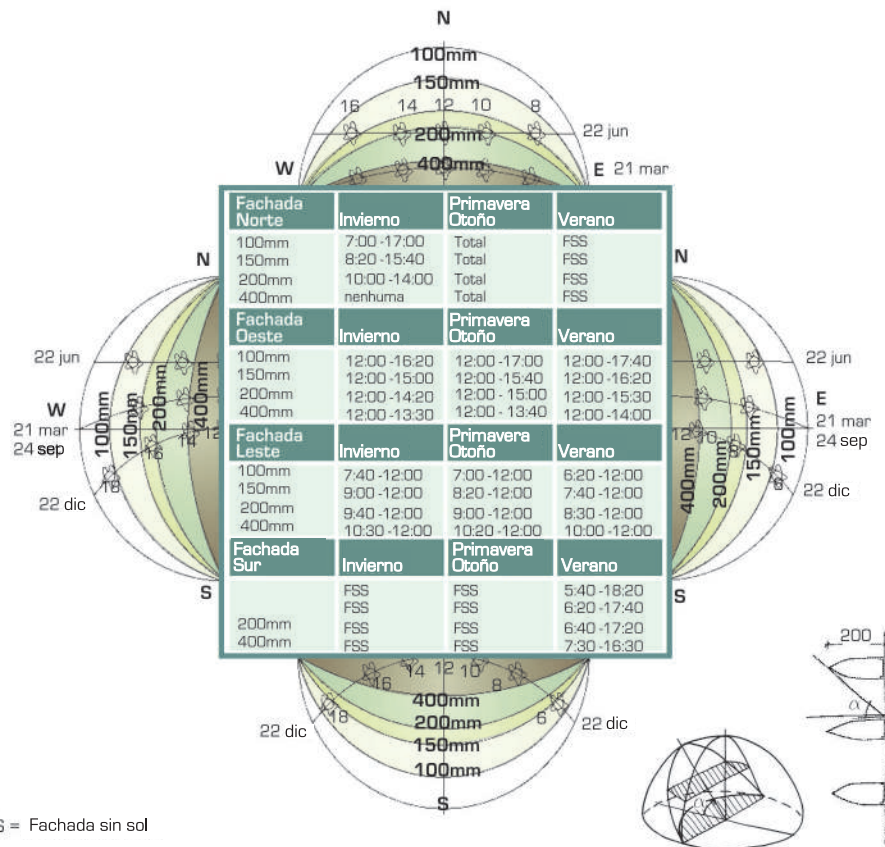 N
100mm
150mm
16 14 12 10 8
200mm
22 jun
400mm
W
E 21 mar
Fachada Norte Invierno Primavera Otoño Verano
100mm 7:00 -17:00 Total FSS
150mm 8:20 -15:40 Total FSS
200mm 10:00 -14:00 Total FSS
400mm nenhuma Total FSS
Fachada Oeste Invierno Primavera Otoño Verano
100mm 12:00 -16:20 12:00 -17:00 12:00 -17:40
150mm 12:00 -15:00 12:00 -15:40 12:00 -16:20
200mm 12:00 -14:20 12:00 - 15:00 12:00 -15:30
400mm 12:00 -13:30 12:00 - 13:40 12:00 -14:00
Fachada Leste Invierno Primavera Otoño Verano
100mm 7:40 -12:00 7:00 -12:00 6:20 -12:00
150mm 9:00 -12:00 8:20 -12:00 7:40 -12:00
200mm 9:40 -12:00 9:00 -12:00 8:30 -12:00
400mm 10:30 -12:00 10:20 -12:00 10:00 -12:00
Fachada Sur Invierno Primavera Otoño Verano
FSS FSS 5:40 -18:20
FSS FSS 6:20 -17:40
200mm FSS FSS 6:40 -17:20
400mm FSS FSS 7:30 -16:30
N
22 jun
W
21 mar
24 sep
22 dic
100mm
150mm
200mm
400mm
18
16
S
N
22 jun
E
21 mar
24 sep
22 dic
12 10
400mm
200mm
150mm
100mm
S
18 16 14 12 10 8 6
400mm
200mm
150mm
100mm
22 dic
22 dic
S
200
α
α
S = Fachada sin sol